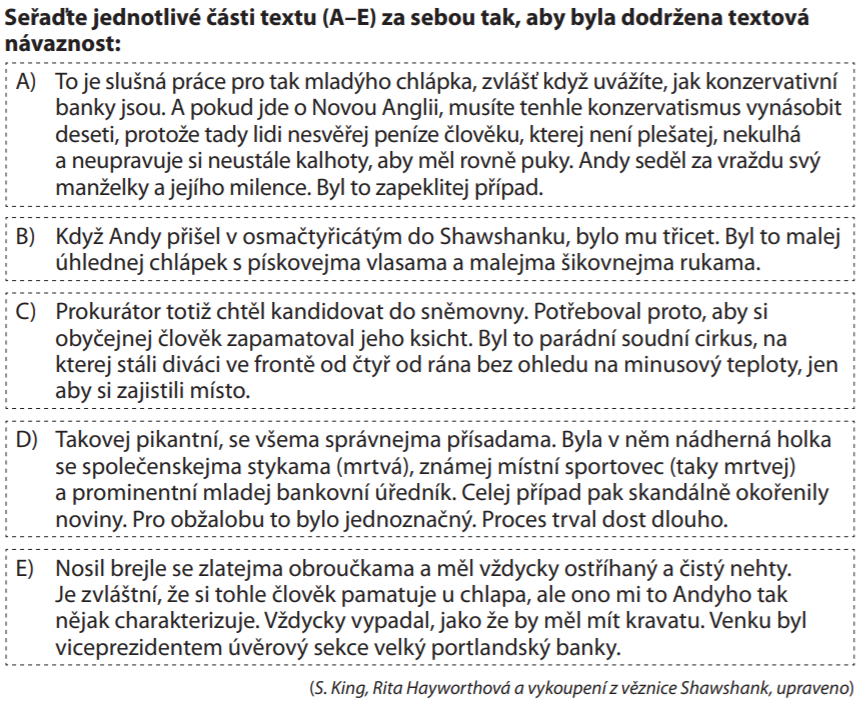 Seřaďte jednotlivé části textu (A–E) za sebou tak, aby byla dodržena textová
návaznost:
A) To je slušná práce pro tak mladýho chlápka, zvlášť když uvážíte, jak konzervativní
banky jsou. A pokud jde o Novou Anglii, musíte tenhle konzervatismus vynásobit
deseti, protože tady lidi nesvěřej peníze člověku, kterej není plešatej, nekulhá
a neupravuje si neustále kalhoty, aby měl rovně puky. Andy seděl za vraždu svý
manželky a jejího milence. Byl to zapeklitej případ.
B) Když Andy přišel v osmačtyřicátým do Shawshanku, bylo mu třicet. Byl to malej
úhlednej chlápek s pískovejma vlasama a malejma šikovnejma rukama.
C) Prokurátor totiž chtěl kandidovat do sněmovny. Potřeboval proto, aby si
obyčejnej člověk zapamatoval jeho ksicht. Byl to parádní soudní cirkus, na
kterej stáli diváci ve frontě od čtyř od rána bez ohledu na minusový teploty, jen
aby si zajistili místo.
D) Takovej pikantní, se všema správnejma přísadama. Byla v něm nádherná holka
se společenskejma stykama (mrtvá), známej místní sportovec (taky mrtvej)
a prominentní mladej bankovní úředník. Celej případ pak skandálně okořenily
noviny. Pro obžalobu to bylo jednoznačný. Proces trval dost dlouho.
E) Nosil brejle se zlatejma obroučkama a měl vždycky ostříhaný a čistý nehty.
Je zvláštní, že si tohle člověk pamatuje u chlapa, ale ono mi to Andyho tak
nějak charakterizuje. Vždycky vypadal, jako že by měl mít kravatu. Venku byl
viceprezidentem úvěrový sekce velký portlandský banky.
(S. King, Rita Hayworthová a vykoupení z věznice Shawshank, upraveno)